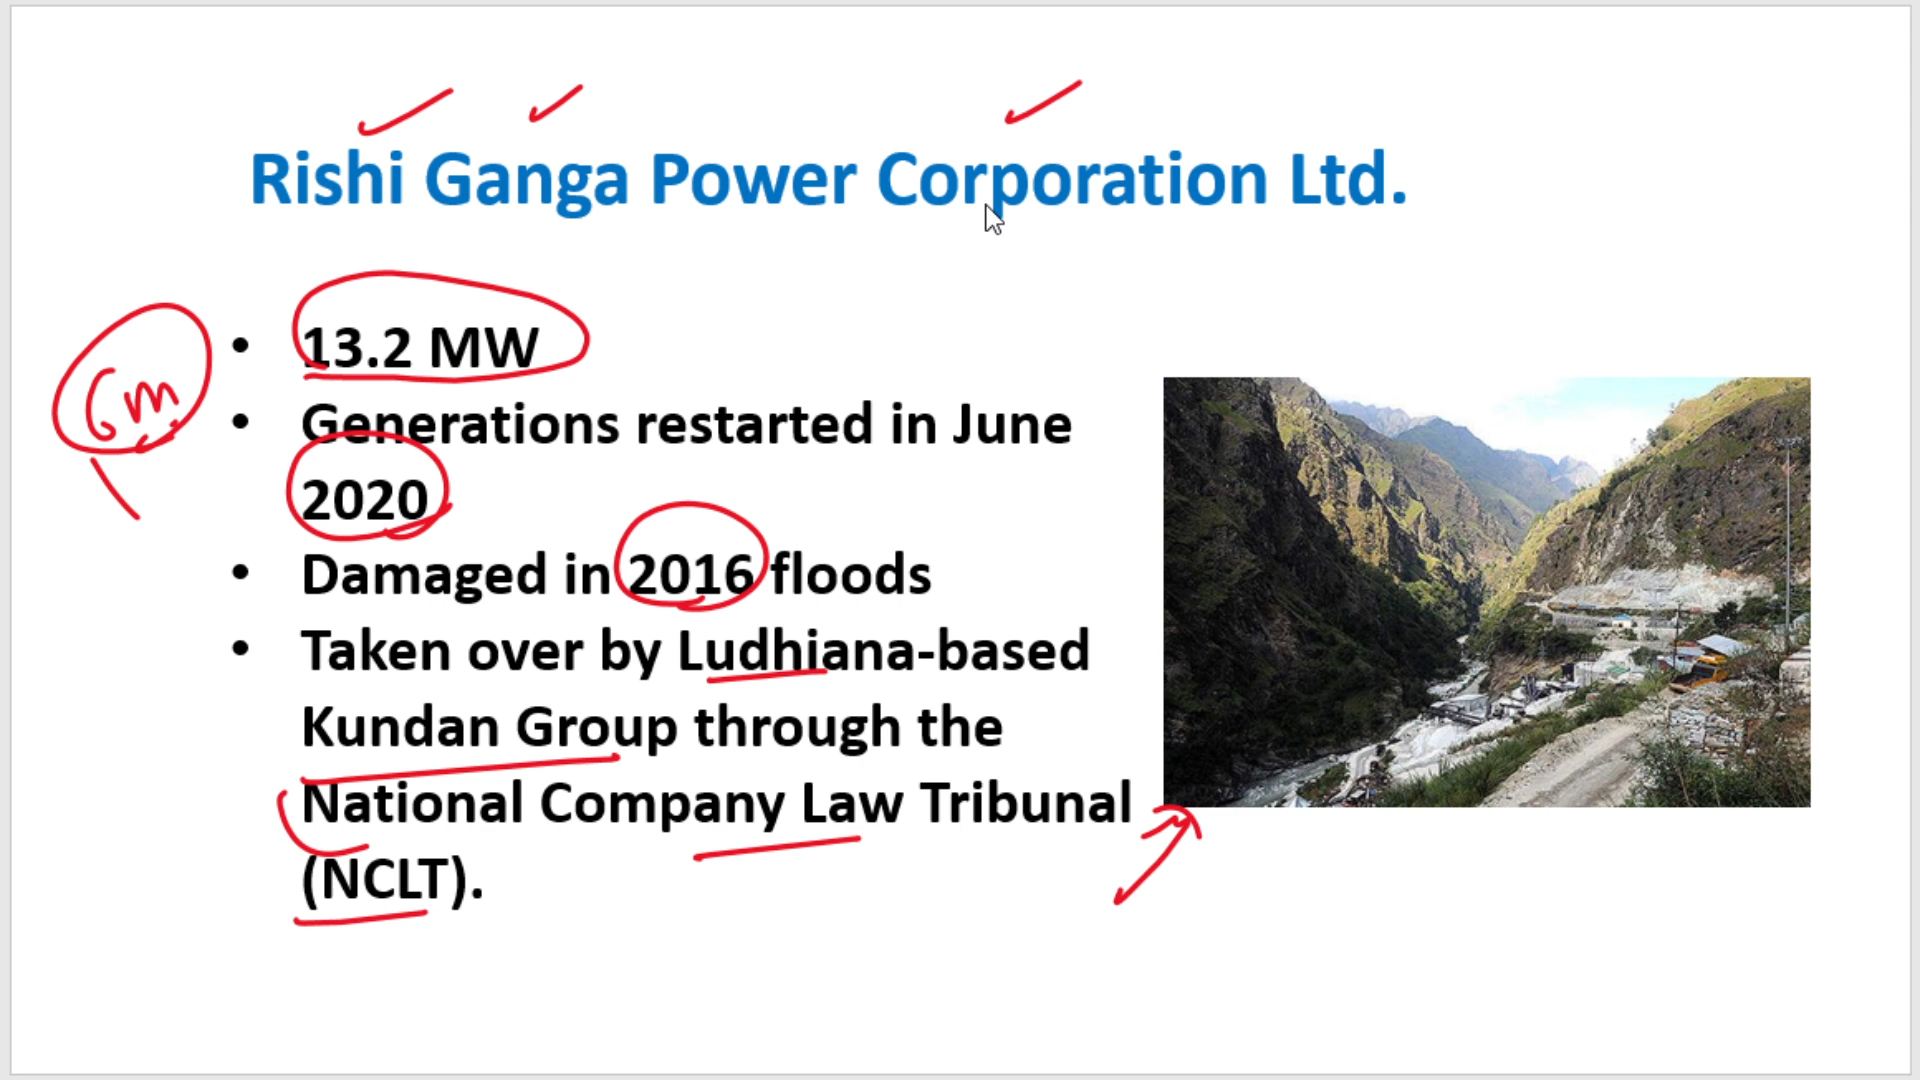 Rishi Ganga Power Corporation Ltd.
• 13.2 MW
6m
• Generations restarted in June
2020
• Damaged in 2016 floods
• Taken over by Ludhiana-based
Kundan Group through the
National Company Law Tribunal
(NCLT).